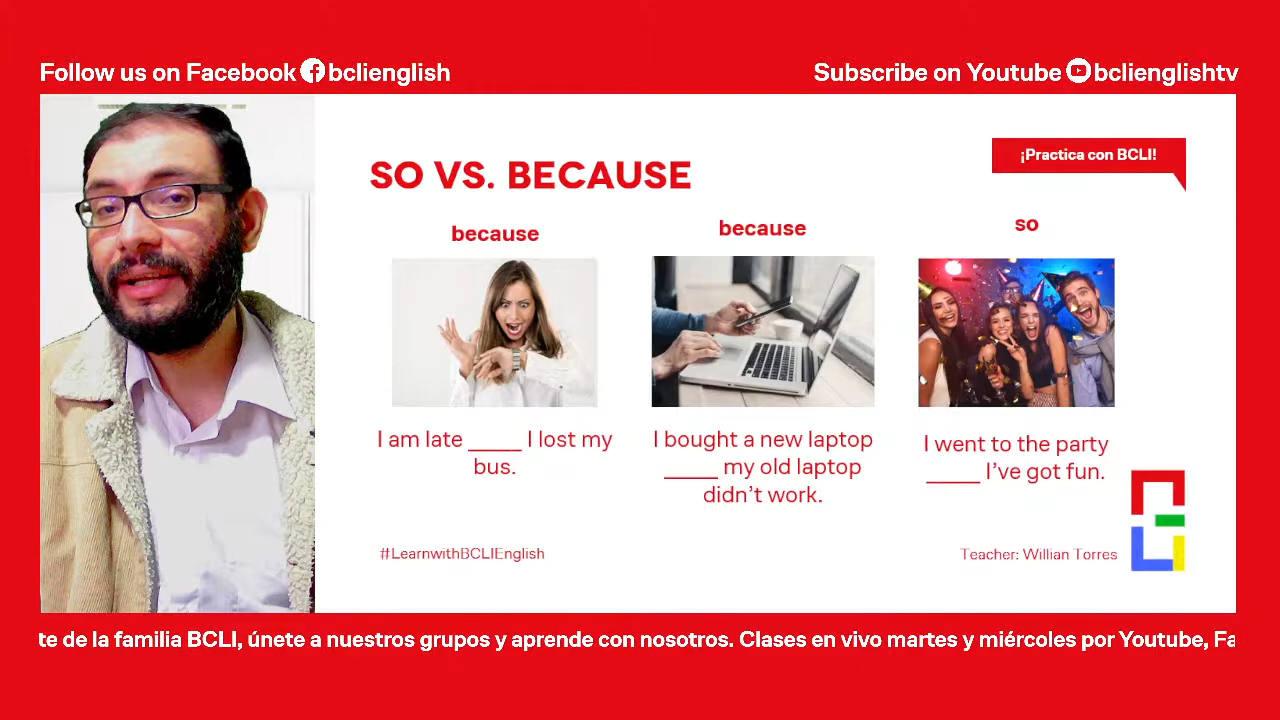 Follow us on Facebook bclienglish
Subscribe on Youtube bclienglishtv
¡Practica con BCLI!
SO VS. BECAUSE
because
because
so
I am late _____ I lost my
bus.
I bought a new laptop
_____ my old laptop
didn't work.
I went to the party
_____ I've got fun.
#LearnwithBCLIEnglish
Teacher: Willian Torres
te de la familia BCLI, únete a nuestros grupos y aprende con nosotros. Clases en vivo martes y miércoles por Youtube, Fa